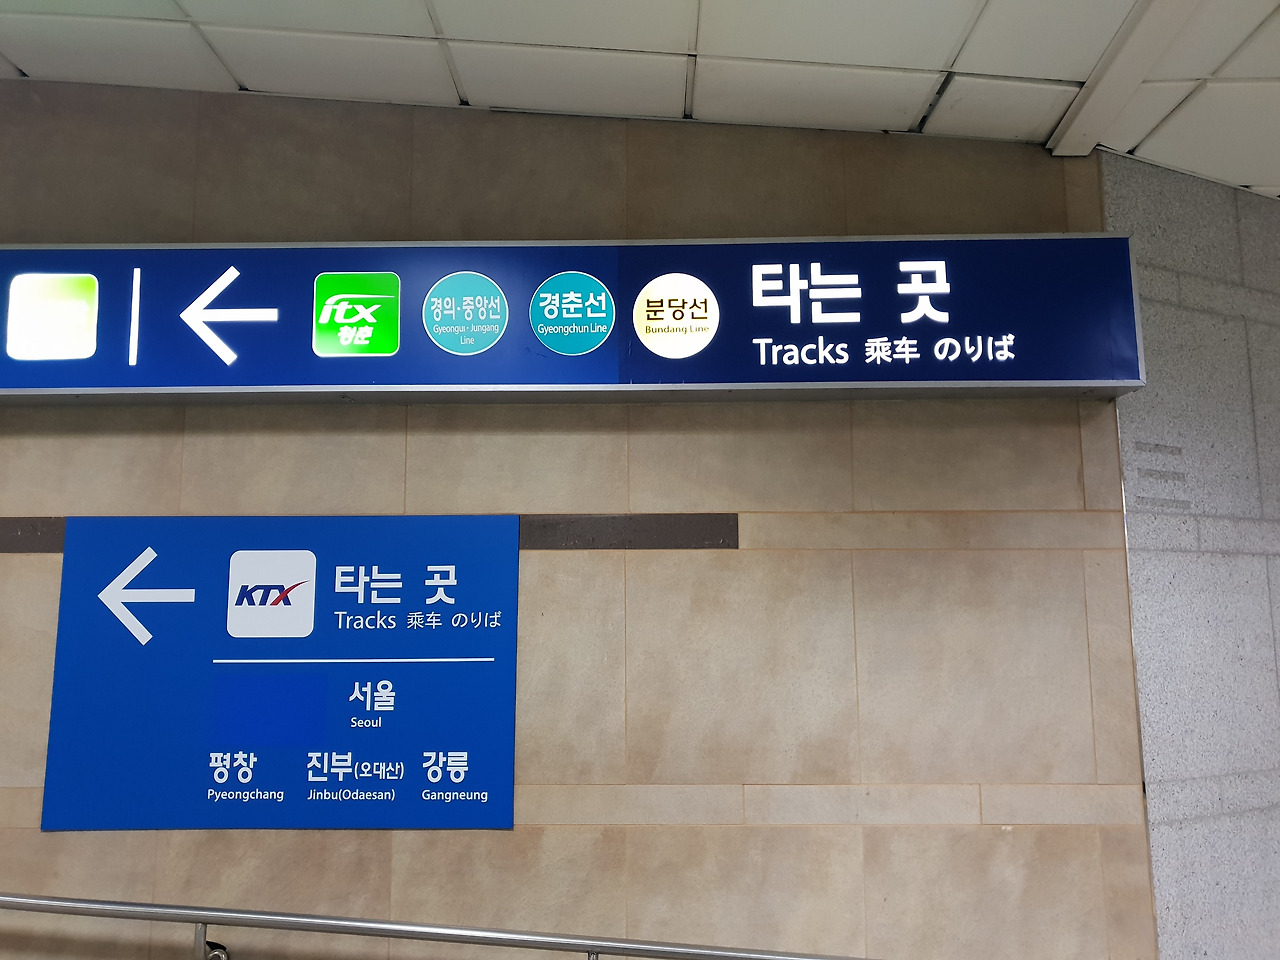 itx
청춘
경의·중앙선
Gyeongui·Jungang
Line
경춘선
Gyeongchun Line
분당선
Bundang Line
타는 곳
Tracks 乘车 のりば
KTX
타는 곳
Tracks 乘车 のりば
서울
Seoul
평창 진부(오대산) 강릉
Pyeongchang Jinbu(Odaesan) Gangneung